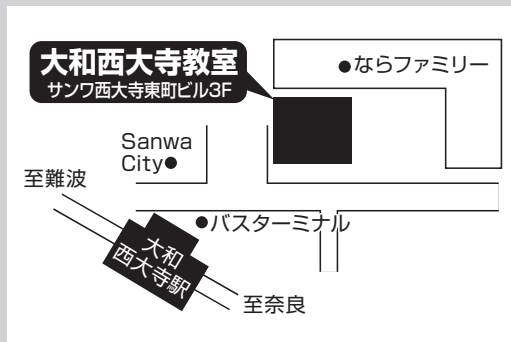 大和西大寺教室
サンワ西大寺東町ビル3F
●ならファミリー
Sanwa
City●
至難波
●バスターミナル
大和
西大寺駅
至奈良